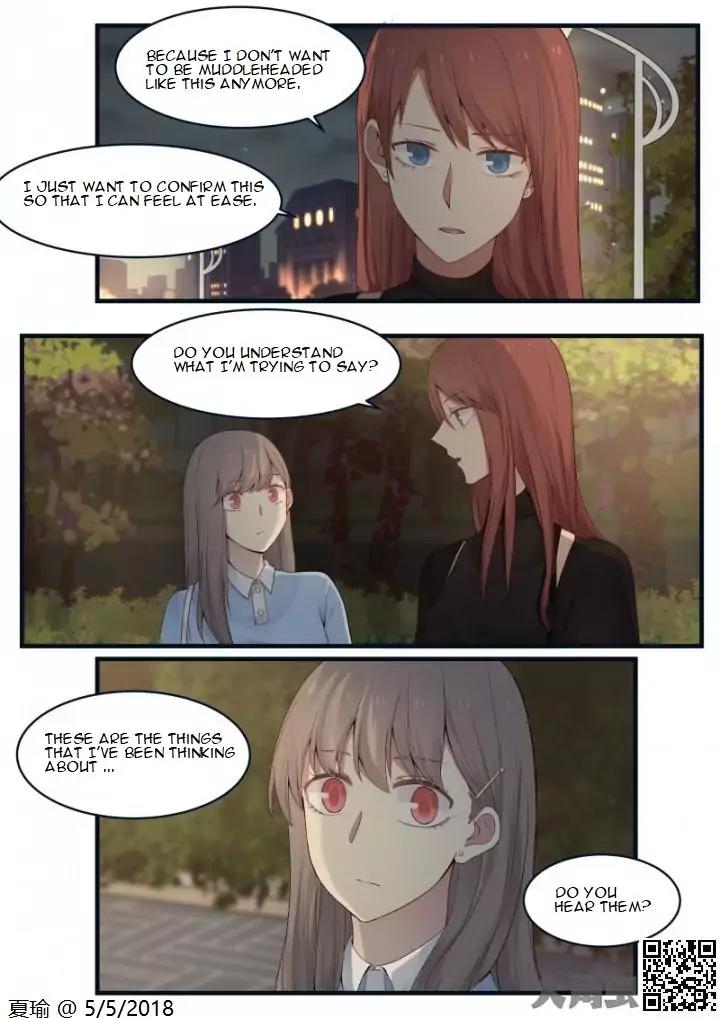 BECAUSE I DON'T WANT
TO BE MUDDLEHEADED
LIKE THIS ANYMORE.
I JUST WANT TO CONFIRM THIS
SO THAT I CAN FEEL AT EASE.
DO YOU UNDERSTAND
WHAT I'M TRYING TO SAY?
THESE ARE THE THINGS
THAT I'VE BEEN THINKING
ABOUT ...
DO YOU
HEAR THEM?
夏瑜 @ 5/5/2018